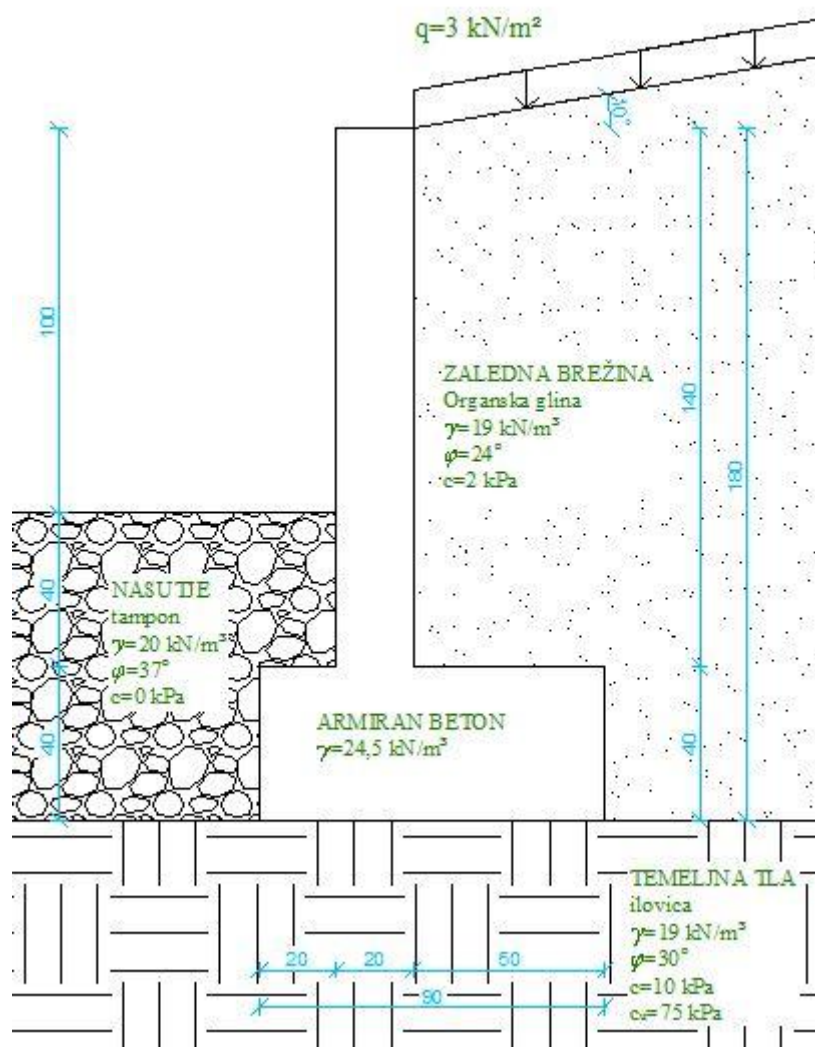 q=3 kN/m²
10°
100
ZALEDNA BREŽINA
Organska glina
γ=19 kN/m³
φ=24°
c=2 kPa
140
180
NASUTJE
tampon
γ=20 kN/m³
φ=37°
c=0 kPa
40
40
ARMIRAN BETON
γ=24,5 kN/m³
40
TEMELJNA TLA
ilovica
γ=19 kN/m³
φ=30°
c=10 kPa
cᵤ=75 kPa
20
20
50
90